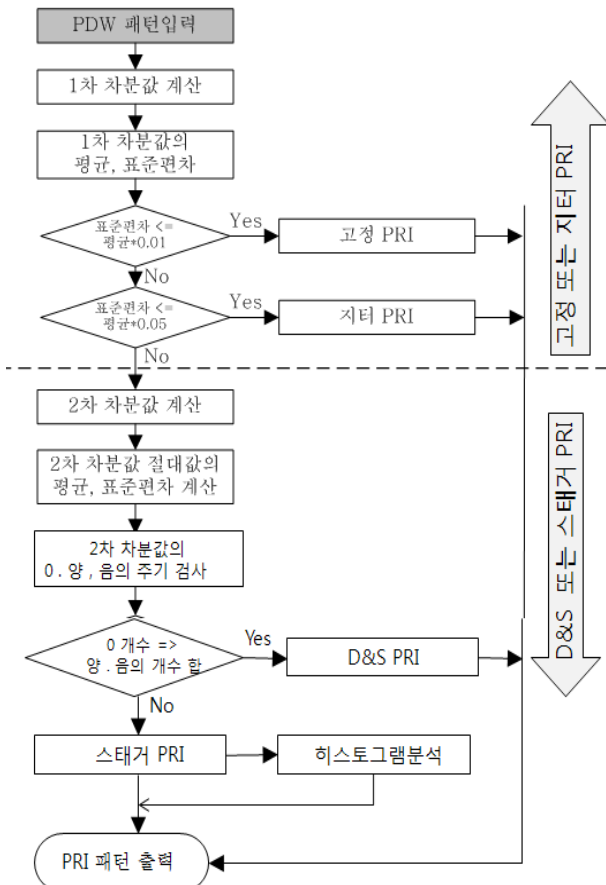 PDW 패턴입력
1차 차분값 계산
1차 차분값의
평균, 표준편차
표준편차 <=
평균*0.01
Yes
고정 PRI
No
표준편차 <=
평균*0.05
Yes
지터 PRI
No
고정 또는 지터 PRI
2차 차분값 계산
2차 차분값 절대값의
평균, 표준편차 계산
2차 차분값의
0 . 양 , 음의 주기 검사
0 개수 =>
양 . 음의 개수 합
Yes
D&S PRI
No
스태거 PRI
히스토그램분석
D&S 또는 스태거 PRI
PRI 패턴 출력